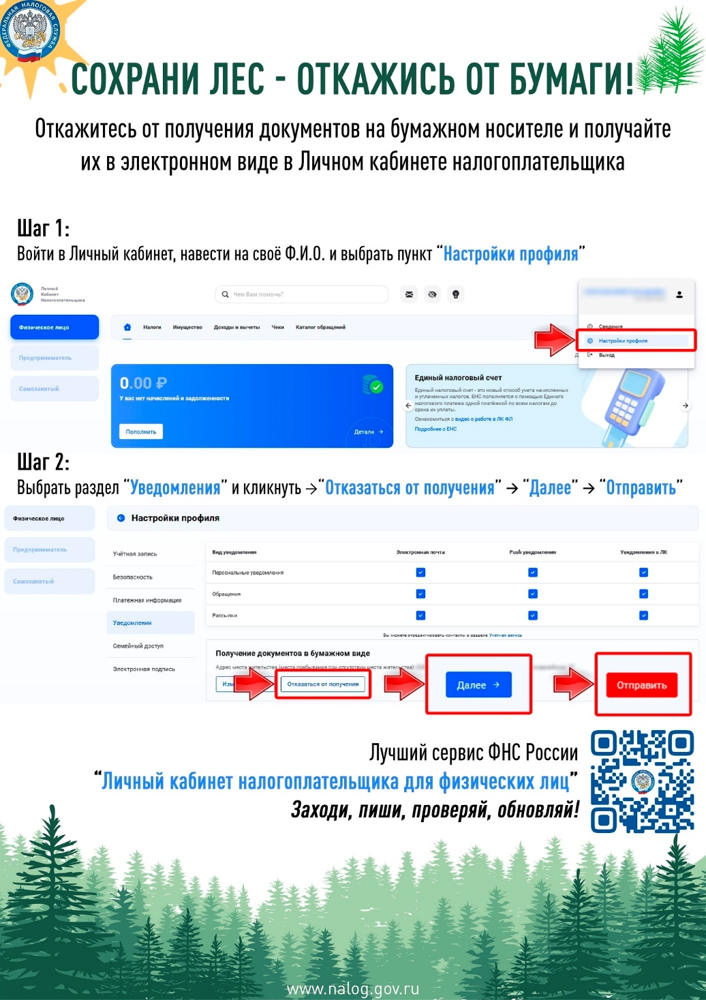 ФЕДЕРАЛЬНАЯ НАЛОГОВАЯ СЛУЖБА
СОХРАНИ ЛЕС - ОТКАЖИСЬ ОТ БУМАГИ!
Откажитесь от получения документов на бумажном носителе и получайте
их в электронном виде в Личном кабинете налогоплательщика
Шаг 1:
Войти в Личный кабинет, навести на своё Ф.И.О. и выбрать пункт “Настройки профиля”
Личный
Кабинет
Налогоплательщика
Чем Вам помочь?
Физическое лицо
Предприниматель
Самозанятый
Налоги Имущество Доходы и вычеты Чеки Каталог обращений
Сведения
Настройки профиля
Выход
0.00 ₽
У вас нет начислений и задолженности
Пополнить
Детали →
Единый налоговый счет
Единый налоговый счет - это новый способ учета начисленных
и уплаченных налогов. ЕНС пополняется с помощью Единого
налогового платежа одной платёжкой по всем налогам до
срока их уплаты.
Ознакомиться с видео о работе в ЛК ФЛ
Подробнее о ЕНС
Шаг 2:
Выбрать раздел “Уведомления” и кликнуть →“Отказаться от получения” → “Далее” → “Отправить”
Физическое лицо
Предприниматель
Самозанятый
Настройки профиля
Учётная запись
Безопасность
Платежная информация
Уведомления
Семейный доступ
Электронная подпись
Вид уведомления Электронная почта Push уведомления Уведомления в ЛК
Персональные уведомления
Обращения
Рассылки
Вы можете отредактировать контакты в разделе Учетная запись
Получение документов в бумажном виде
Адрес места жительства (места пребывания при отсутствии места жительства):
Изм
Отказаться от получения
Далее →
Отправить
Лучший сервис ФНС России
“Личный кабинет налогоплательщика для физических лиц”
Заходи, пиши, проверяй, обновляй!
www.nalog.gov.ru